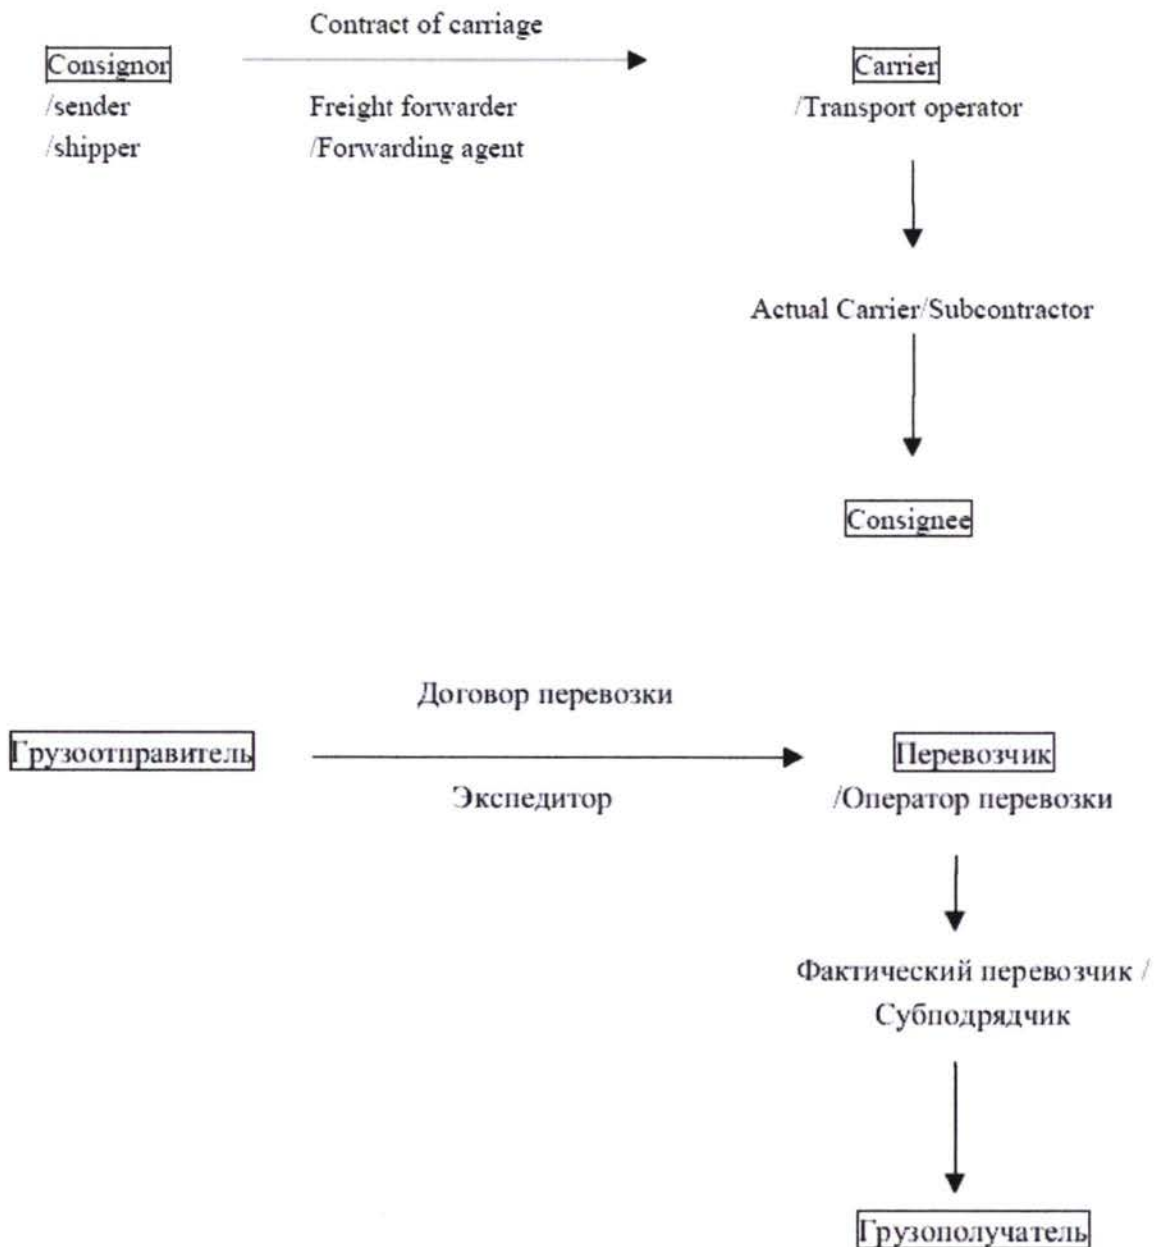 Contract of carriage
Consignor
Carrier
/sender
Freight forwarder
/Transport operator
/shipper
/Forwarding agent
Actual Carrier/Subcontractor
Consignee
Договор перевозки
Грузоотправитель
Перевозчик
Экспедитор
/Оператор перевозки
Фактический перевозчик /
Субподрядчик
Грузополучатель